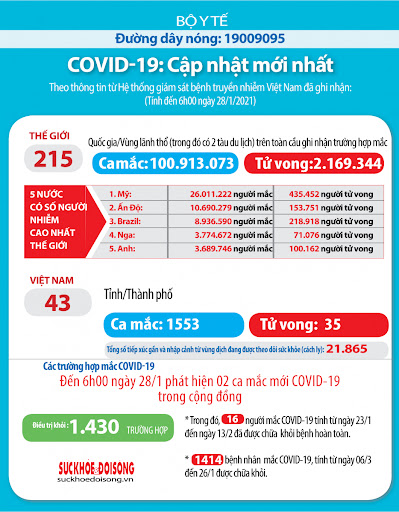 BỘ Y TẾ
Đường dây nóng: 19009095
COVID-19: Cập nhật mới nhất
Theo thông tin từ Hệ thống giám sát bệnh truyền nhiễm Việt Nam đã ghi nhận:
(Tính đến 6h00 ngày 28/1/2021)
THẾ GIỚI
215
Quốc gia/Vùng lãnh thổ (trong đó có 2 tàu du lịch) trên toàn cầu ghi nhận trường hợp mắc
Ca mắc: 100.913.073
Tử vong: 2.169.344
5 NƯỚC
CÓ SỐ NGƯỜI
NHIỄM
CAO NHẤT
THẾ GIỚI
1. Mỹ: 26.011.222 người mắc 435.452 người tử vong
2. Ấn Độ: 10.690.279 người mắc 153.751 người tử vong
3. Brazil: 8.936.590 người mắc 218.918 người tử vong
4. Nga: 3.774.672 người mắc 71.076 người tử vong
5. Anh: 3.689.746 người mắc 100.162 người tử vong
VIỆT NAM
43
Tỉnh/Thành phố
Ca mắc: 1553
Tử vong: 35
Tổng số tiếp xúc gần và nhập cảnh từ vùng dịch đang được theo dõi sức khỏe (cách ly): 21.865
Các trường hợp mắc COVID-19
Đến 6h00 ngày 28/1 phát hiện 02 ca mắc mới COVID-19
trong cộng đồng
Điều trị khỏi: 1.430 TRƯỜNG HỢP
* Trong đó, 16 người mắc COVID-19 tính từ ngày 23/1
đến ngày 13/2 đã được chữa khỏi bệnh hoàn toàn.
* 1414 bệnh nhân mắc COVID-19, tính từ ngày 06/3
đến 26/1 được chữa khỏi.
SUCKHOE & DOISONG
suckhoedoisong.vn